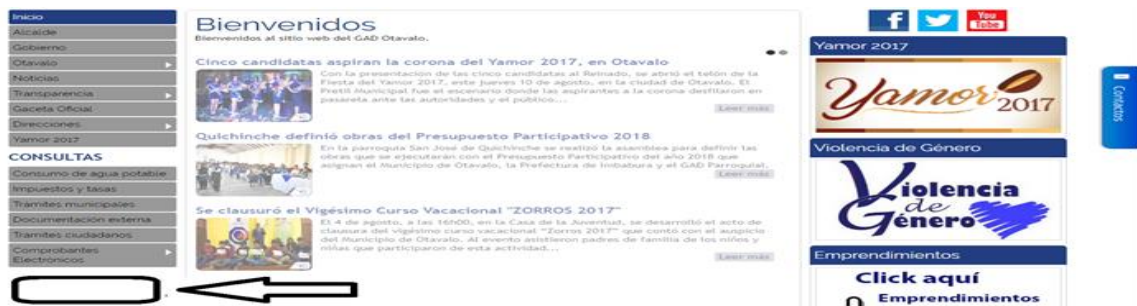 Inicio
Alcalde
Gobierno
Otavalo
Noticias
Transparencia
Gaceta Oficial
Direcciones
Yamor 2017
CONSULTAS
Consumo de agua potable
Impuestos y tasas
Tramites municipales
Documentación externa
Tramites ciudadanos
Comprobantes
Electrónicos
Bienvenidos
Bienvenidos al sitio web del GAD Otavalo.
Cinco candidatas aspiran la corona del Yamor 2017, en Otavalo
Con la presentación de las cinco candidatas al Reinado, se abrió el telón de la
Fiesta del Yamor 2017, este jueves 10 de agosto, en la ciudad de Otavalo. El
Pretil Municipal fue el escenario donde las aspirantes a la corona desfilaron en
pasarela ante las autoridades y el público...
Leer más
Quichinche definió obras del Presupuesto Participativo 2018
En la parroquia San José de Quichinche se realizó la asamblea para definir las
obras que se ejecutarán con el Presupuesto Participativo del año 2018 que
asignan el Municipio de Otavalo, la Prefectura de Imbabura y el GAD Parroquial.
Leer más
Se clausuró el Vigésimo Curso Vacacional "ZORROS 2017"
El 4 de agosto, a las 16h00, en la Casa de la Juventud, se desarrolló el acto de
clausura del vigésimo curso vacacional "Zorros 2017" que contó con el auspicio
del Municipio de Otavalo. Al evento asistieron padres de familia de los niños y
niñas que participaron de esta actividad...
Leer más
f
You
Tube
Yamor 2017
Yamor 2017
Violencia de Género
Violencia
de
Género
Emprendimientos
Click aquí
Emprendimientos
Contactos